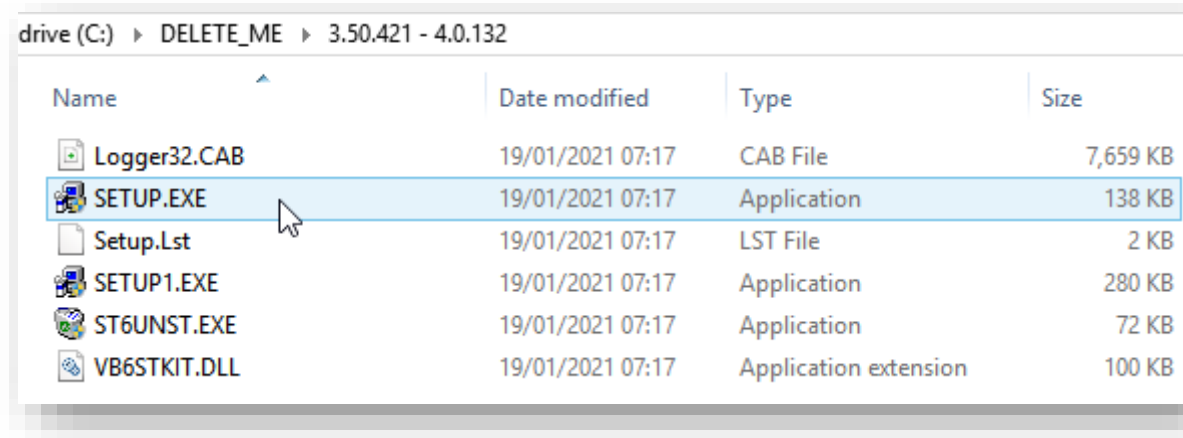 drive (C:) ▸ DELETE_ME ▸ 3.50.421 - 4.0.132
Name Date modified Type Size
Logger32.CAB 19/01/2021 07:17 CAB File 7,659 KB
SETUP.EXE 19/01/2021 07:17 Application 138 KB
Setup.Lst 19/01/2021 07:17 LST File 2 KB
SETUP1.EXE 19/01/2021 07:17 Application 280 KB
ST6UNST.EXE 19/01/2021 07:17 Application 72 KB
VB6STKIT.DLL 19/01/2021 07:17 Application extension 100 KB